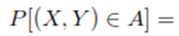 P[(X, Y) ∈ A] =